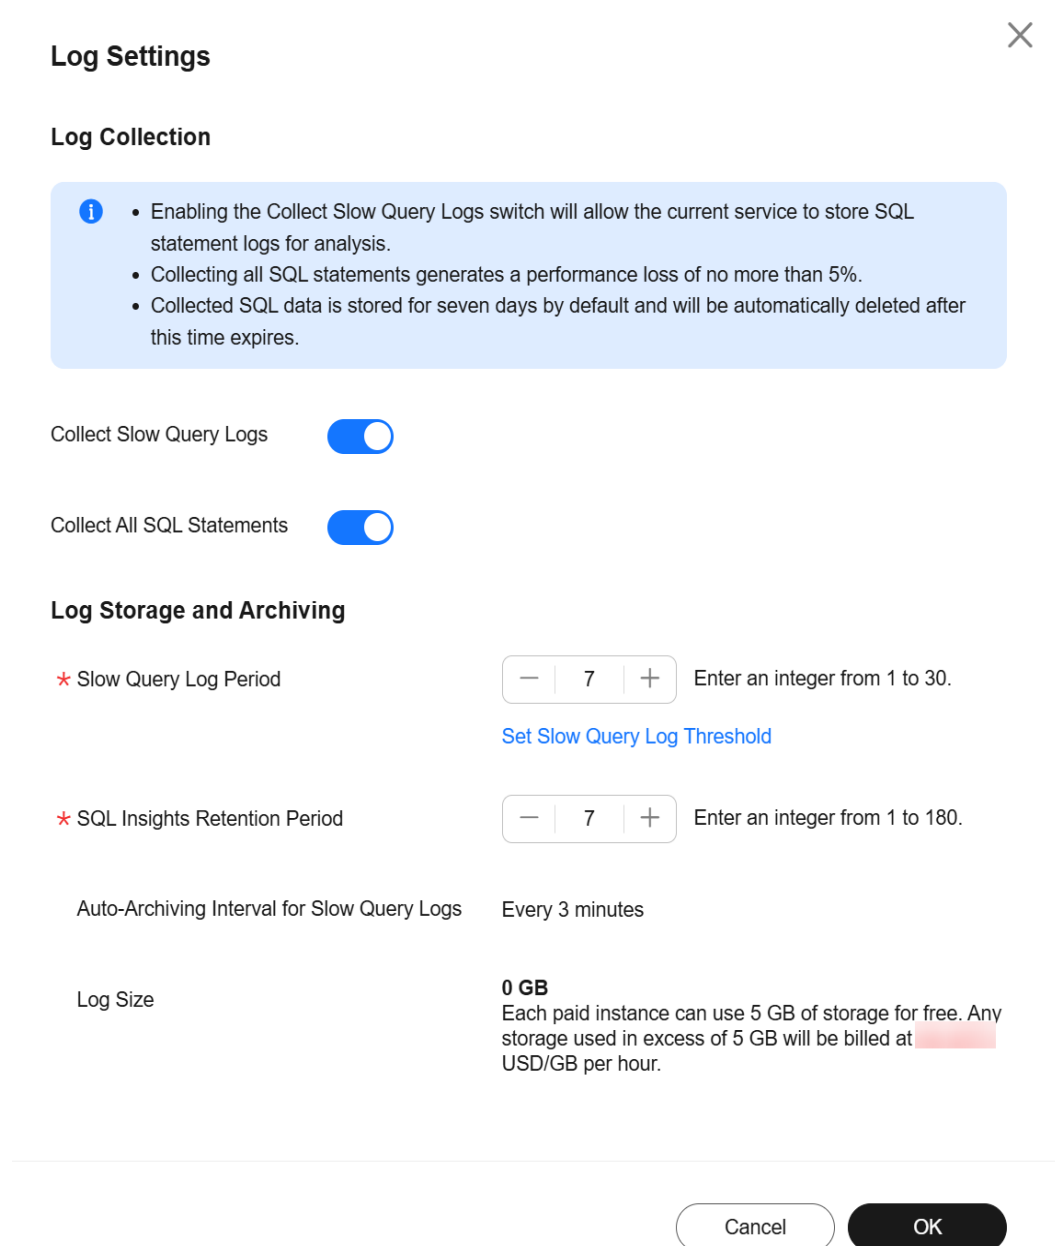 Log Settings
Log Collection
• Enabling the Collect Slow Query Logs switch will allow the current service to store SQL
statement logs for analysis.
• Collecting all SQL statements generates a performance loss of no more than 5%.
• Collected SQL data is stored for seven days by default and will be automatically deleted after
this time expires.
Collect Slow Query Logs
Collect All SQL Statements
Log Storage and Archiving
* Slow Query Log Period 7 Enter an integer from 1 to 30.
Set Slow Query Log Threshold
* SQL Insights Retention Period 7 Enter an integer from 1 to 180.
Auto-Archiving Interval for Slow Query Logs Every 3 minutes
Log Size
0 GB
Each paid instance can use 5 GB of storage for free. Any
storage used in excess of 5 GB will be billed at
USD/GB per hour.
Cancel OK